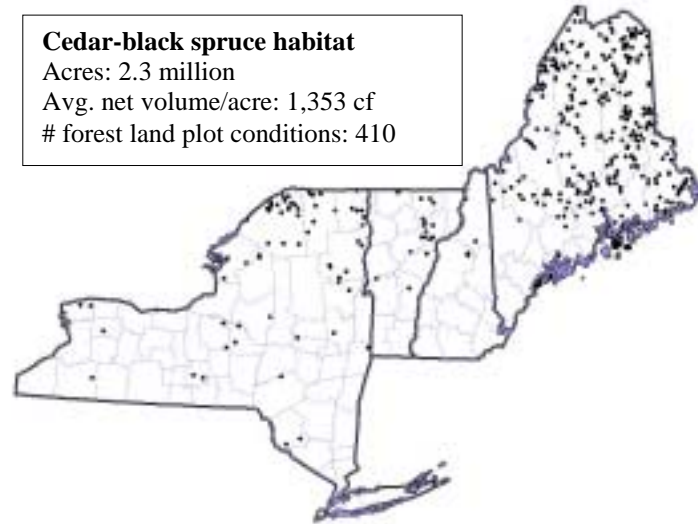 Cedar-black spruce habitat
Acres: 2.3 million
Avg. net volume/acre: 1,353 cf
# forest land plot conditions: 410